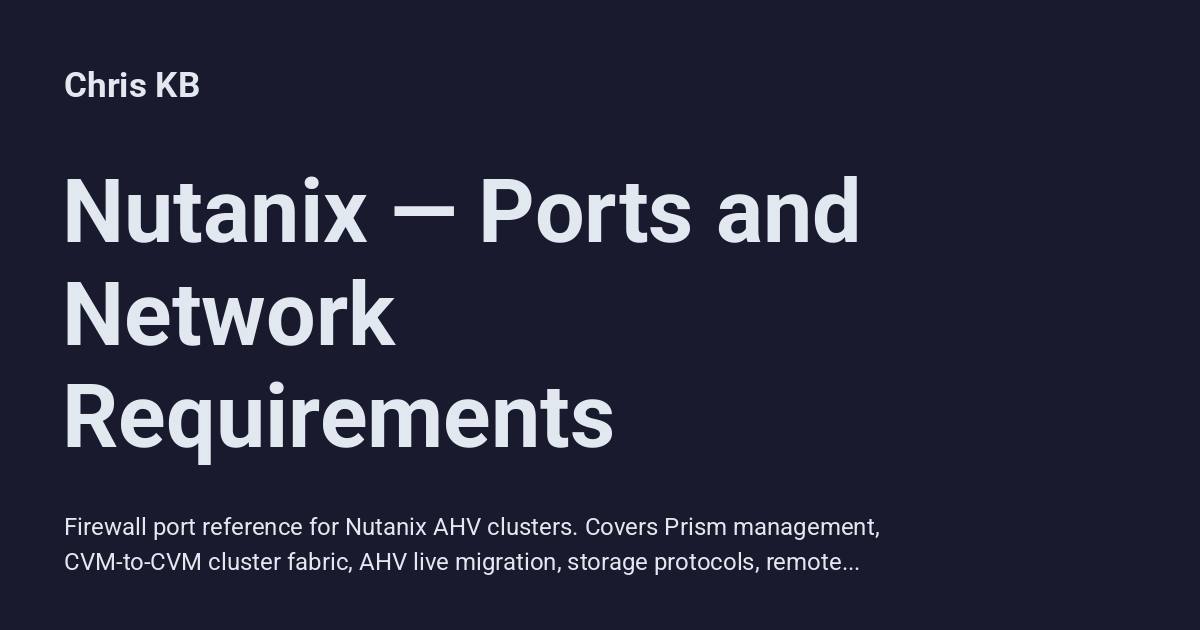 Chris KB
Nutanix — Ports and
Network
Requirements
Firewall port reference for Nutanix AHV clusters. Covers Prism management,
CVM-to-CVM cluster fabric, AHV live migration, storage protocols, remote...